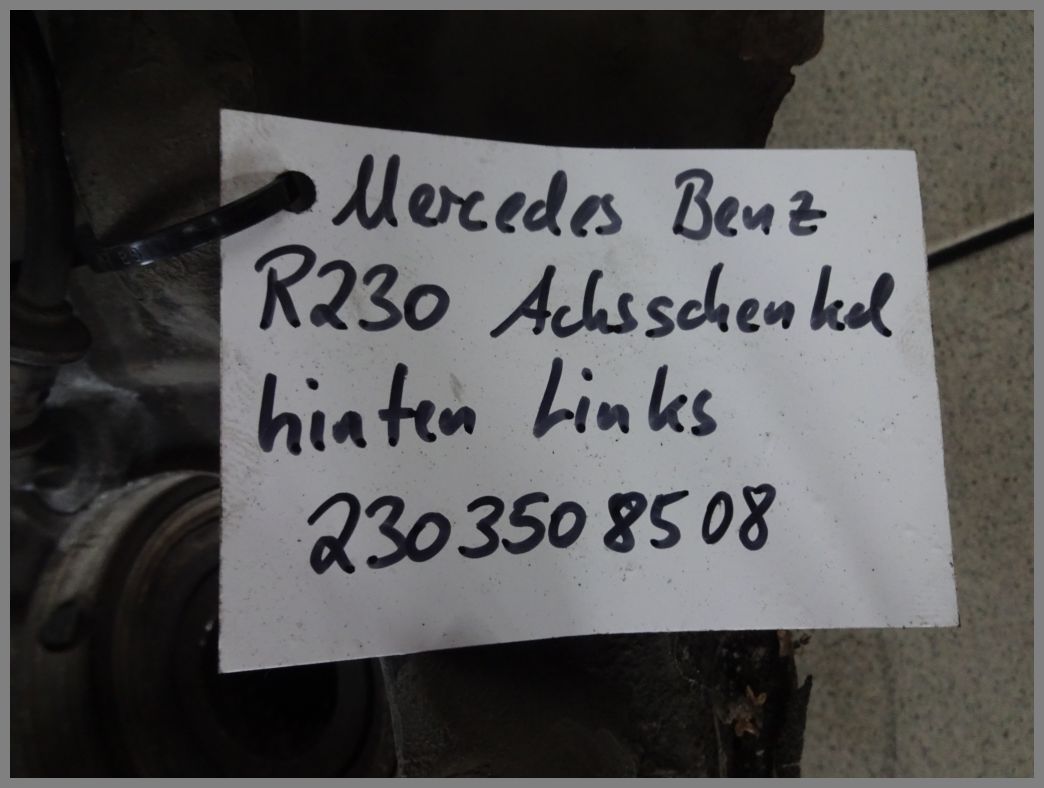 Mercedes Benz
R230 Achsschenkel
hinten Links
2303508508